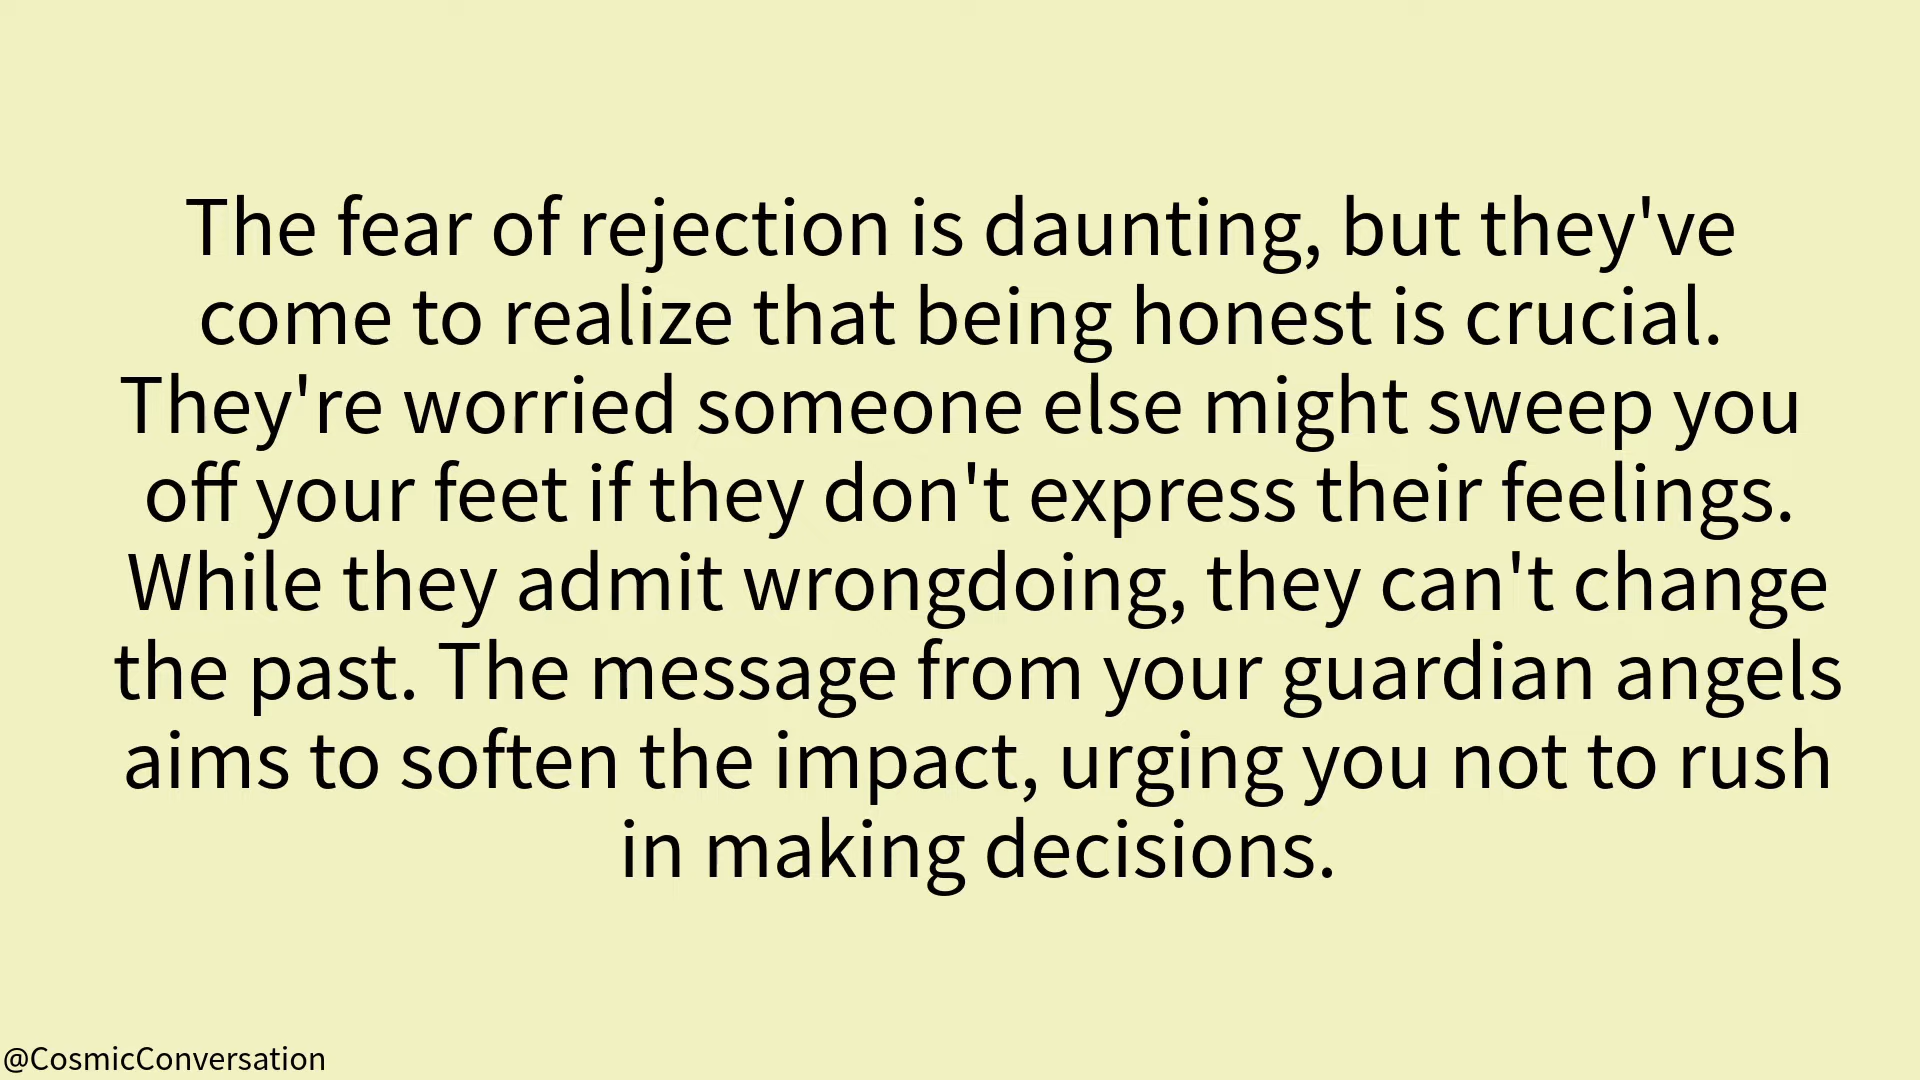 The fear of rejection is daunting, but they've
come to realize that being honest is crucial.
They're worried someone else might sweep you
off your feet if they don't express their feelings.
While they admit wrongdoing, they can't change
the past. The message from your guardian angels
aims to soften the impact, urging you not to rush
in making decisions.
@CosmicConversation